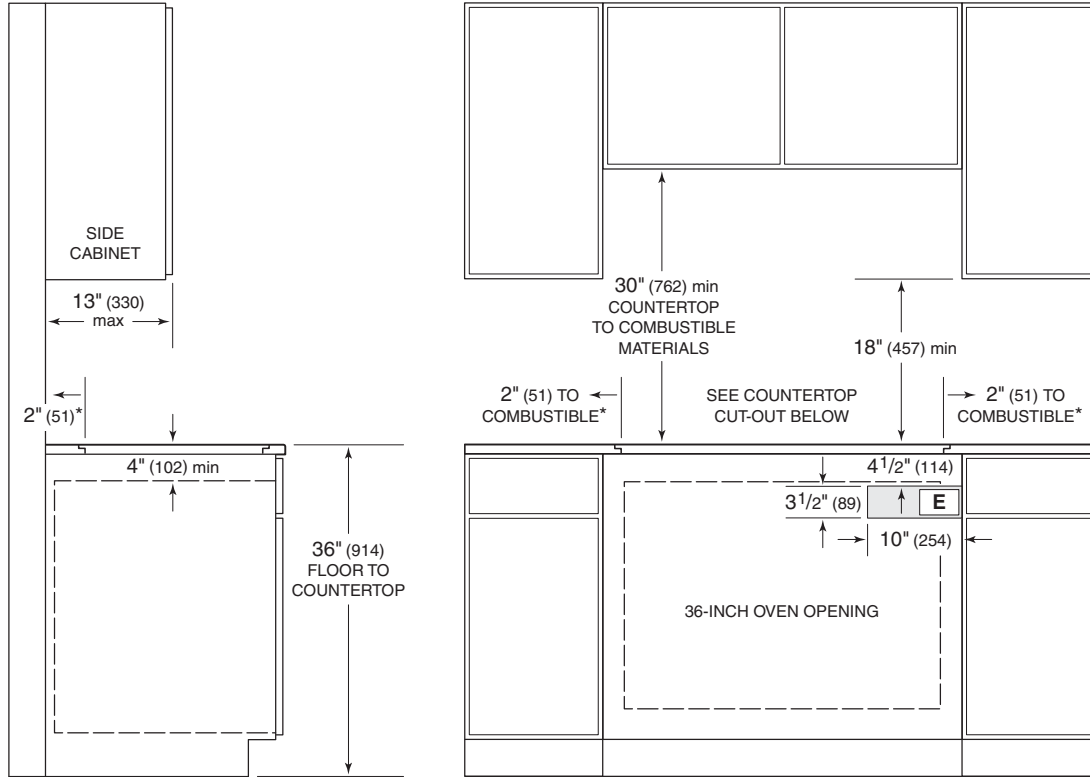 SIDE
CABINET
13" (330)
max
2" (51)*
4" (102) min
36" (914)
FLOOR TO
COUNTERTOP
30" (762) min
COUNTERTOP
TO COMBUSTIBLE
MATERIALS
18" (457) min
2" (51) TO
COMBUSTIBLE*
SEE COUNTERTOP
CUT-OUT BELOW
2" (51) TO
COMBUSTIBLE*
4 1/2" (114)
3 1/2" (89)
E
10" (254)
36-INCH OVEN OPENING